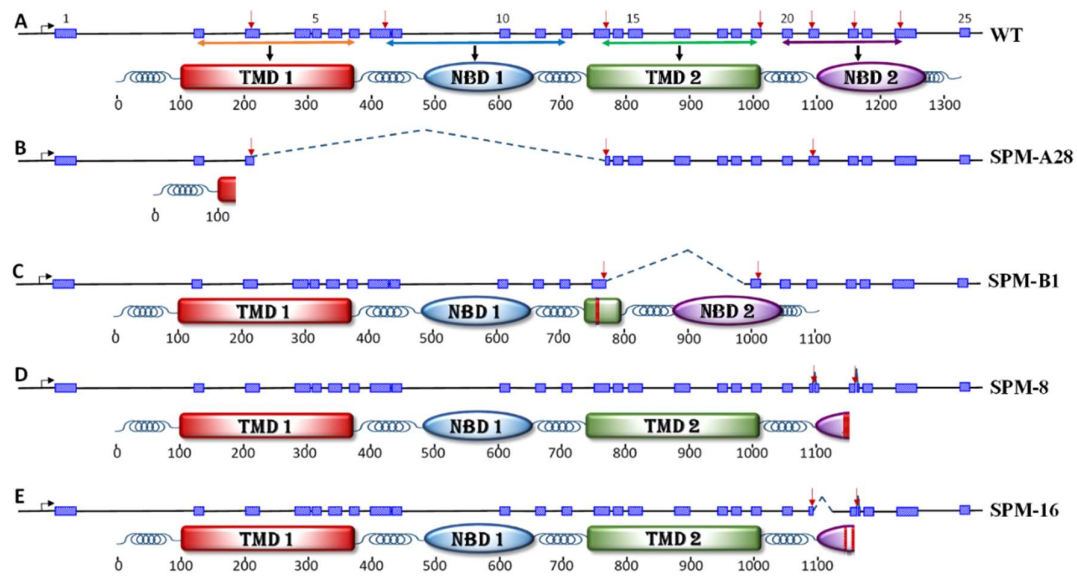 A 1 5 10 15 20 25 WT
TMD 1 NBD 1 TMD 2 NBD 2
0 100 200 300 400 500 600 700 800 900 1000 1100 1200 1300
B SPM-A28
0 100
C SPM-B1
TMD 1 NBD 1 NBD 2
0 100 200 300 400 500 600 700 800 900 1000 1100
D SPM-8
TMD 1 NBD 1 TMD 2
0 100 200 300 400 500 600 700 800 900 1000 1100
E SPM-16
TMD 1 NBD 1 TMD 2
0 100 200 300 400 500 600 700 800 900 1000 1100